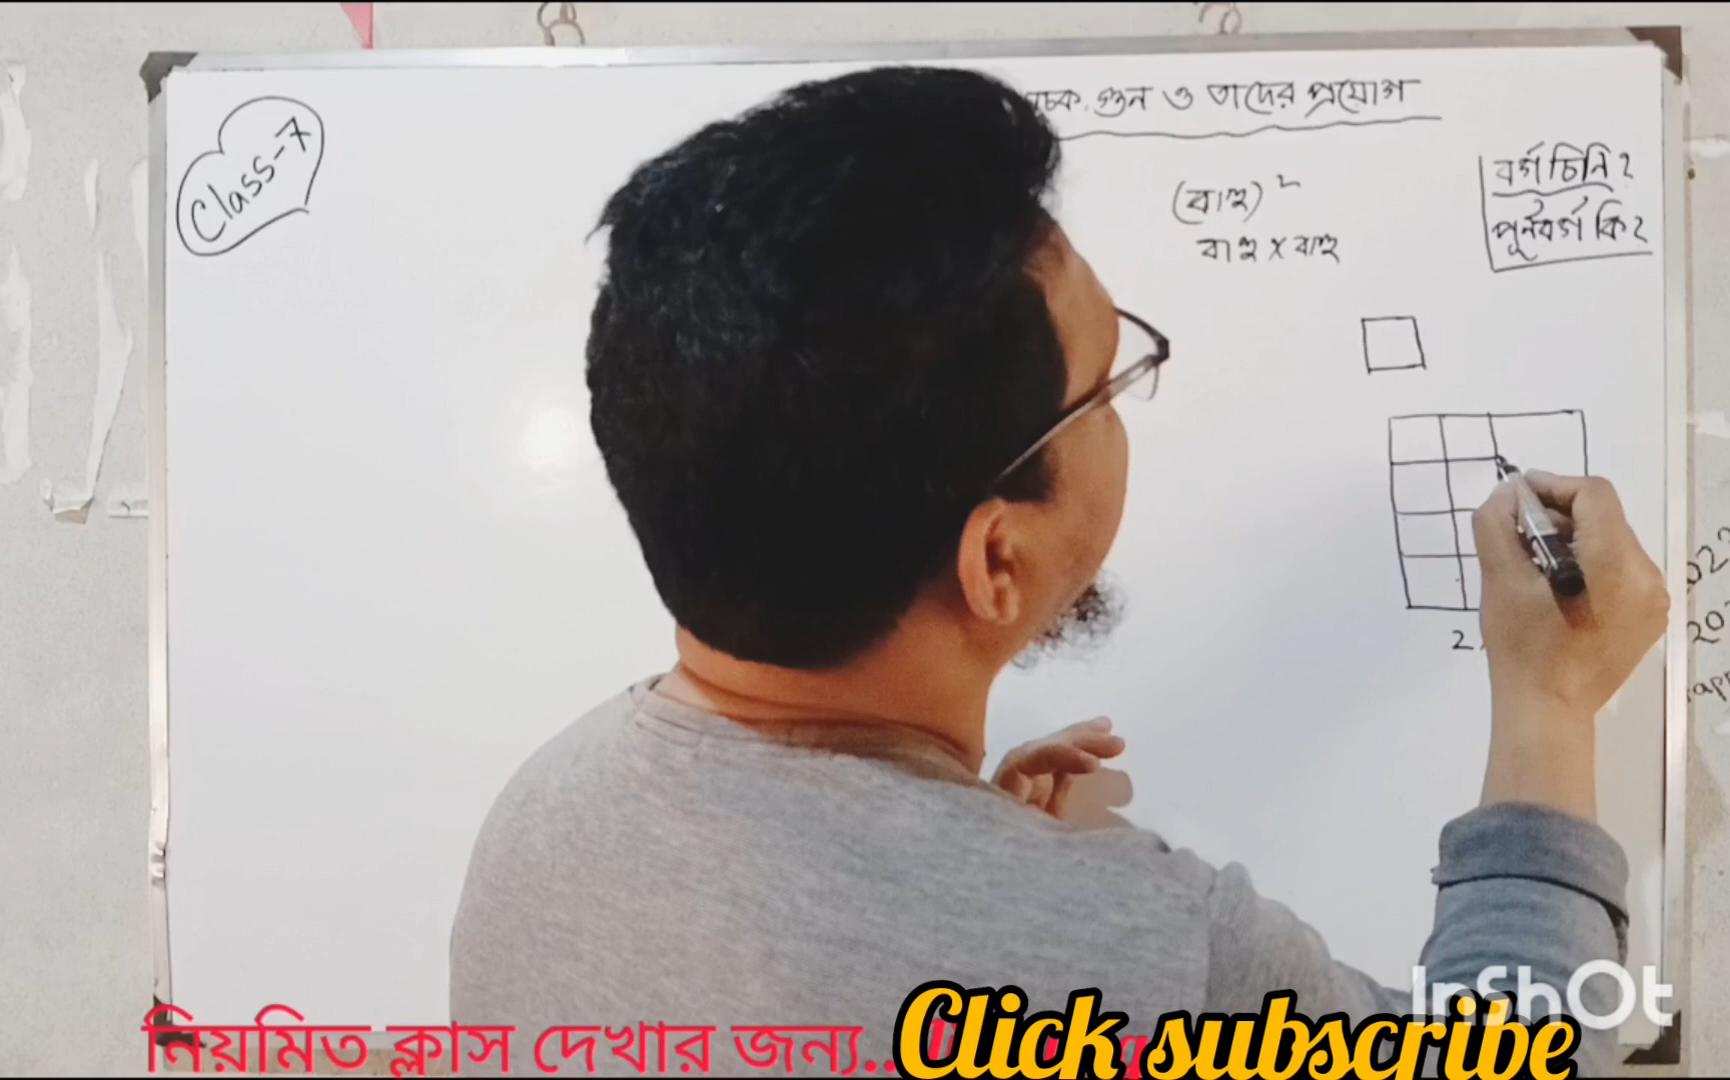 Class-7
সূচক, গুন ও তাদের প্রয়োগ
(বাহু)²
বাহু x বাহু
বর্গ চিনি?
পূর্নবর্গ কি?
2
নিয়মিত ক্লাস দেখার জন্য..
Click subscribe
InShOt